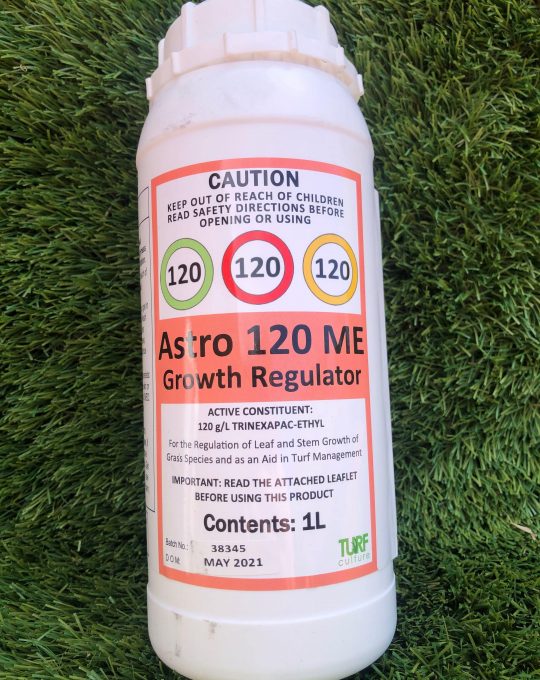 CAUTION
KEEP OUT OF REACH OF CHILDREN
READ SAFETY DIRECTIONS BEFORE
OPENING OR USING
120 120 120
Astro 120 ME
Growth Regulator
ACTIVE CONSTITUENT:
120 g/L TRINEXAPAC-ETHYL
For the Regulation of Leaf and Stem Growth of
Grass Species and as an Aid in Turf Management
IMPORTANT: READ THE ATTACHED LEAFLET
BEFORE USING THIS PRODUCT
Contents: 1L
Batch No.: 38345
D O M: MAY 2021
TURF
culture